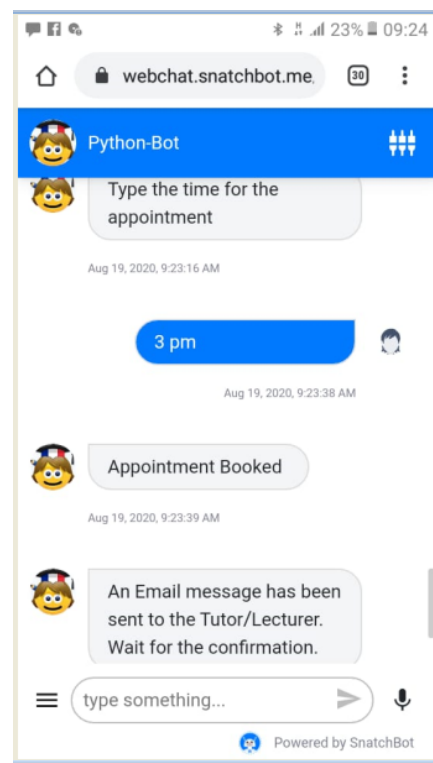 23% 09:24
webchat.snatchbot.me
30
Python-Bot
Type the time for the
appointment
Aug 19, 2020, 9:23:16 AM
3 pm
Aug 19, 2020, 9:23:38 AM
Appointment Booked
Aug 19, 2020, 9:23:39 AM
An Email message has been
sent to the Tutor/Lecturer.
Wait for the confirmation.
type something...
Powered by SnatchBot